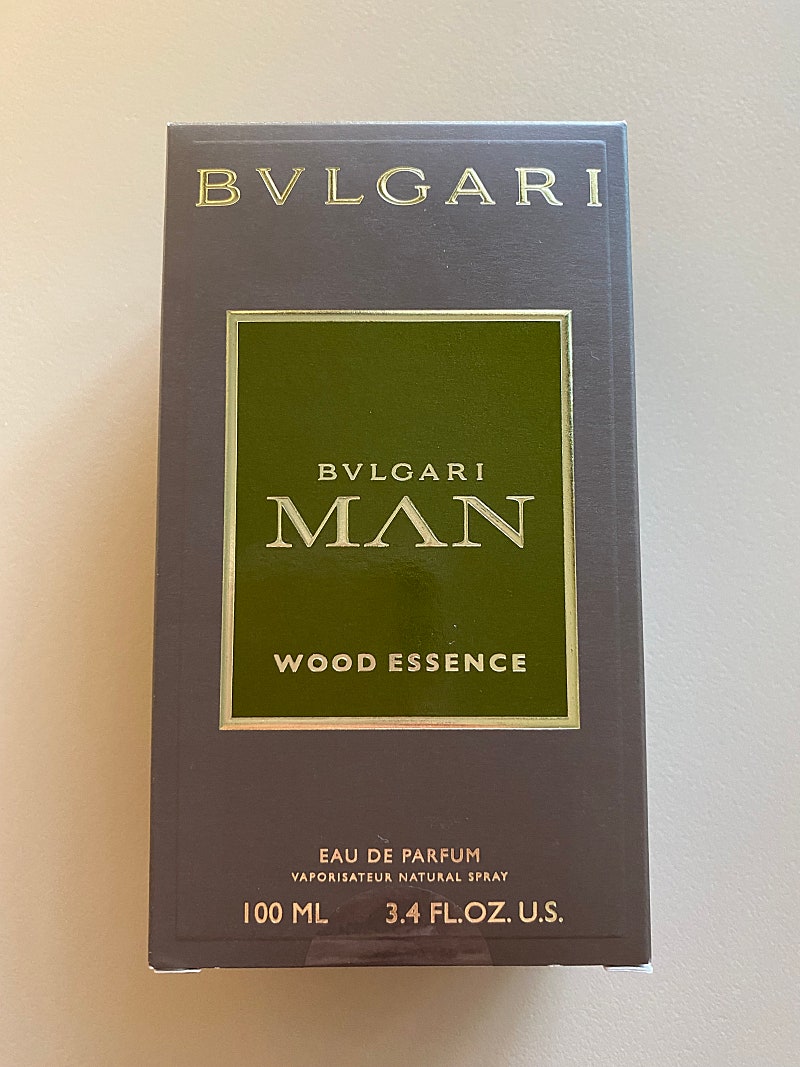 BVLGARI
BVLGARI
MAN
WOOD ESSENCE
EAU DE PARFUM
VAPORISATEUR NATURAL SPRAY
100 ML 3.4 FL.OZ. U.S.